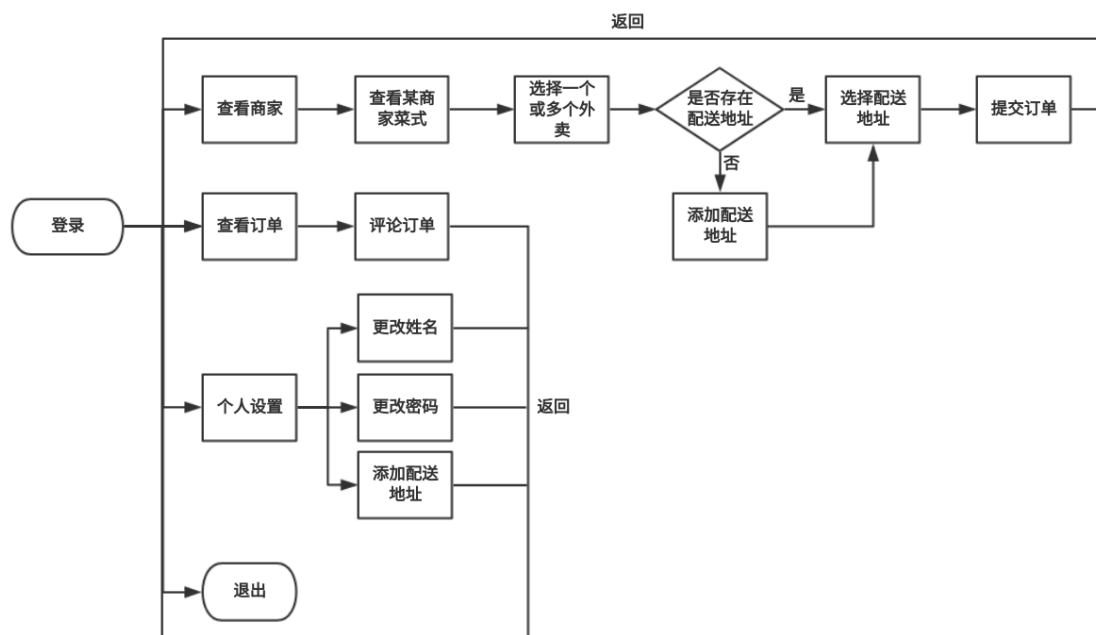 返回
查看商家
查看某商
家菜式
选择一个
或多个外
卖
是否存在
配送地址
是
选择配送
地址
提交订单
否
登录
查看订单
评论订单
添加配送
地址
更改姓名
个人设置
更改密码
返回
添加配送
地址
退出